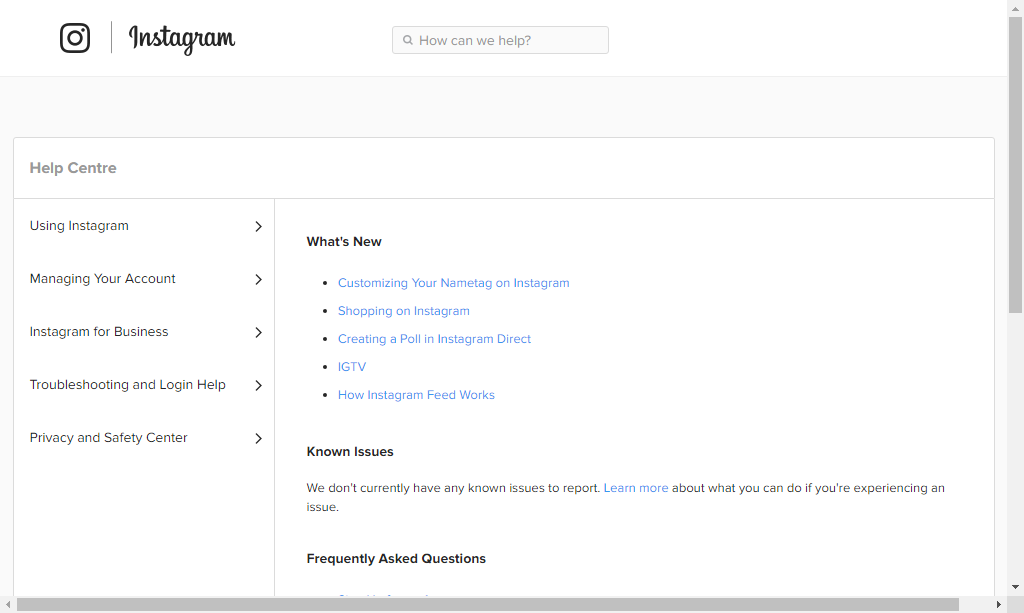 Instagram
How can we help?
Help Centre
Using Instagram
Managing Your Account
Instagram for Business
Troubleshooting and Login Help
Privacy and Safety Center
What's New
Customizing Your Nametag on Instagram
Shopping on Instagram
Creating a Poll in Instagram Direct
IGTV
How Instagram Feed Works
Known Issues
We don't currently have any known issues to report. Learn more about what you can do if you're experiencing an
issue.
Frequently Asked Questions